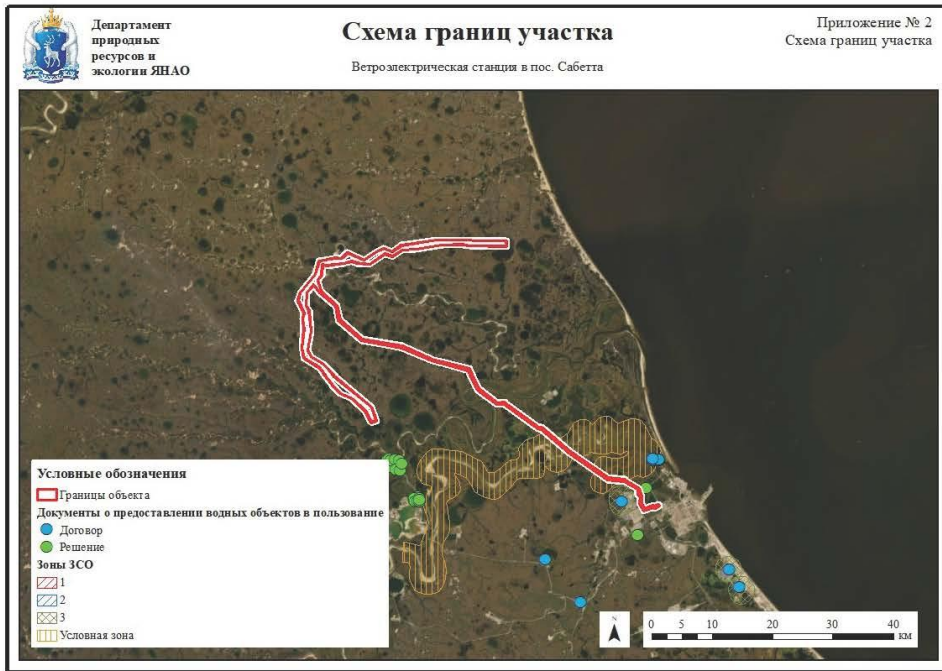 Департамент
природных
ресурсов и
экологии ЯНАО
Схема границ участка
Ветроэлектрическая станция в пос. Сабетта
Приложение № 2
Схема границ участка
Условные обозначения
Границы объекта
Документы о предоставлении водных объектов в пользование
Договор
Решение
Зоны ЗСО
1
2
3
Условная зона
N
0 5 10 20 30 40
км